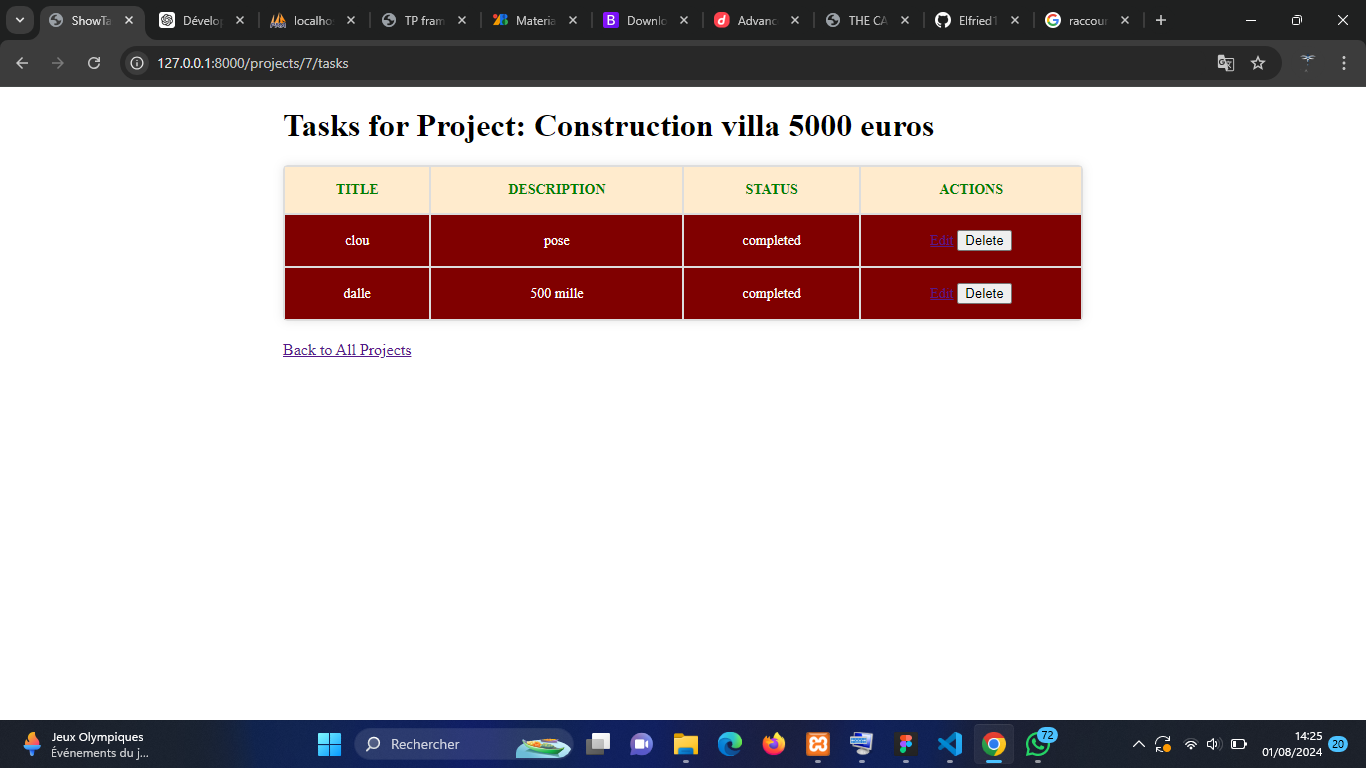 ShowTa
Dévelo
localho
TP fram
Materia
Downlo
Advanc
THE CA
Elfried1
raccour
127.0.0.1:8000/projects/7/tasks
Tasks for Project: Construction villa 5000 euros
TITLE DESCRIPTION STATUS ACTIONS
clou pose completed Edit Delete
dalle 500 mille completed Edit Delete
Back to All Projects
Jeux Olympiques
Événements du j...
Rechercher
72
14:25
01/08/2024
20